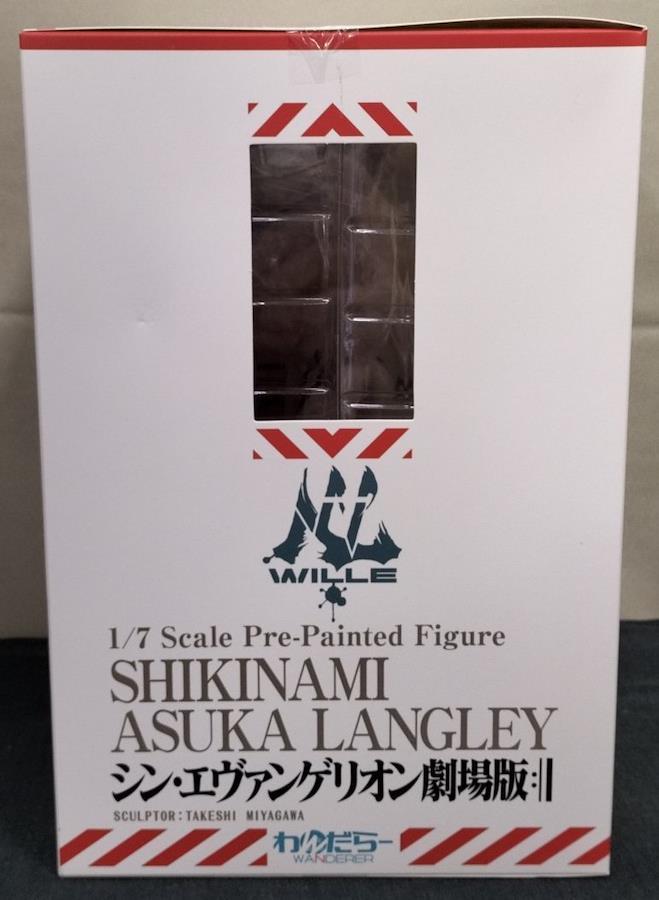 WILLE
1/7 Scale Pre-Painted Figure
SHIKINAMI
ASUKA LANGLEY
シン・エヴァンゲリオン劇場版:||
SCULPTOR:TAKESHI MIYAGAWA
わんだらー
WANDERER